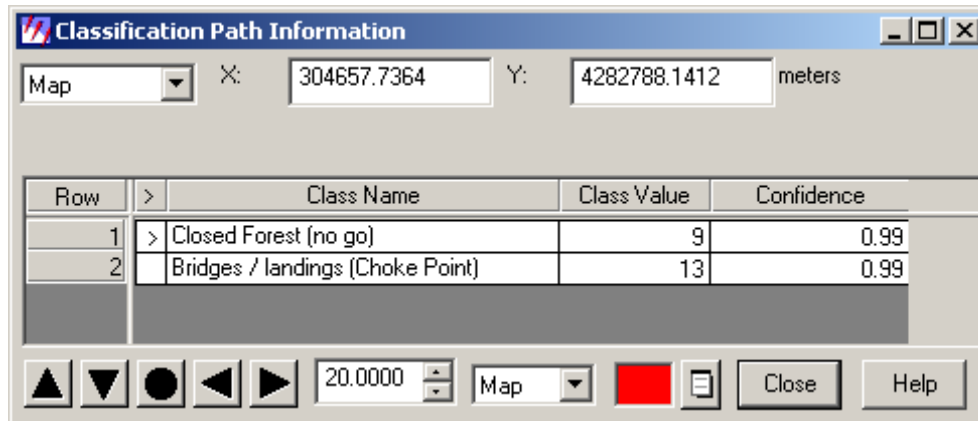 Classification Path Information
Map X: 304657.7364 Y: 4282788.1412 meters
Row > Class Name Class Value Confidence
1 > Closed Forest (no go) 9 0.99
2 Bridges / landings (Choke Point) 13 0.99
20.0000 Map Close Help